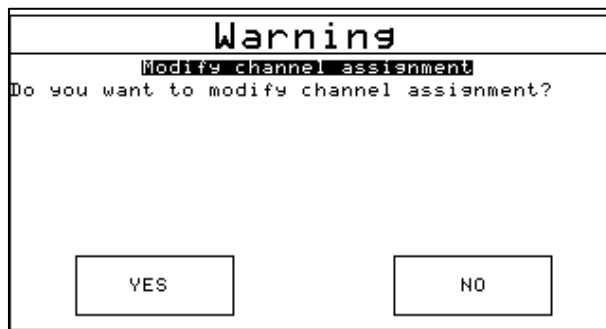 Warning
Modify channel assignment
Do you want to modify channel assignment?
YES NO